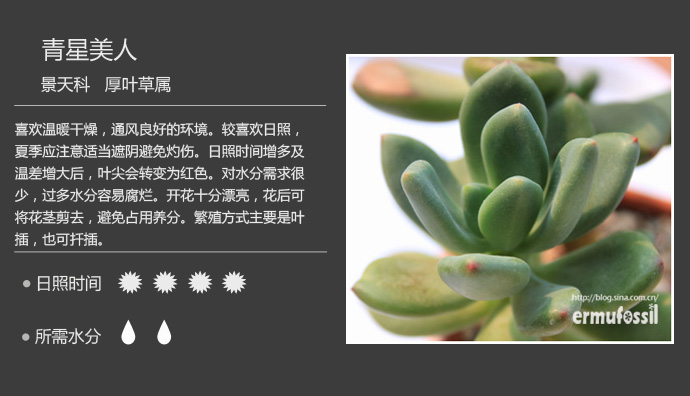 青星美人
景天科 厚叶草属
喜欢温暖干燥，通风良好的环境。较喜欢日照，
夏季应注意适当遮阴避免灼伤。日照时间增多及
温差增大后，叶尖会转变为红色。对水分需求很
少，过多水分容易腐烂。开花十分漂亮，花后可
将花茎剪去，避免占用养分。繁殖方式主要是叶
插，也可扦插。
日照时间
所需水分
http://blog.sina.com.cn/
ermufossil